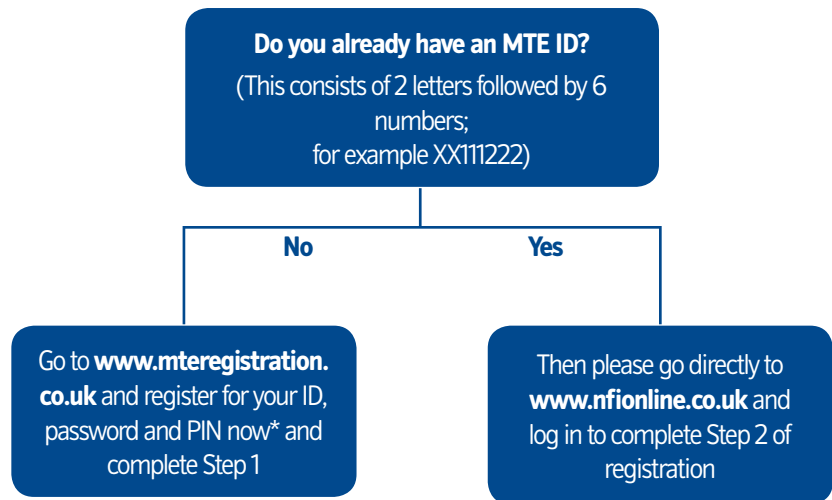 Do you already have an MTE ID?
(This consists of 2 letters followed by 6
numbers;
for example XX111222)
No
Yes
Go to www.mteregistration.
co.uk and register for your ID,
password and PIN now* and
complete Step 1
Then please go directly to
www.nfionline.co.uk and
log in to complete Step 2 of
registration